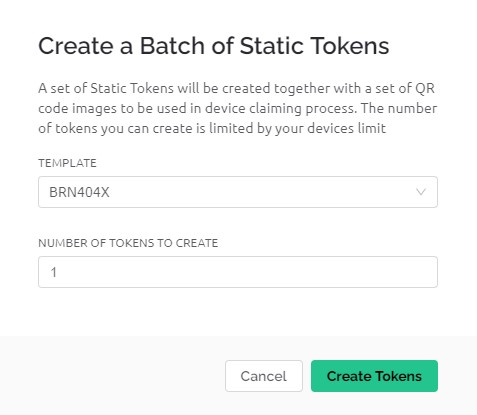 Create a Batch of Static Tokens
A set of Static Tokens will be created together with a set of QR
code images to be used in device claiming process. The number
of tokens you can create is limited by your devices limit
TEMPLATE
BRN404X
NUMBER OF TOKENS TO CREATE
1
Cancel
Create Tokens